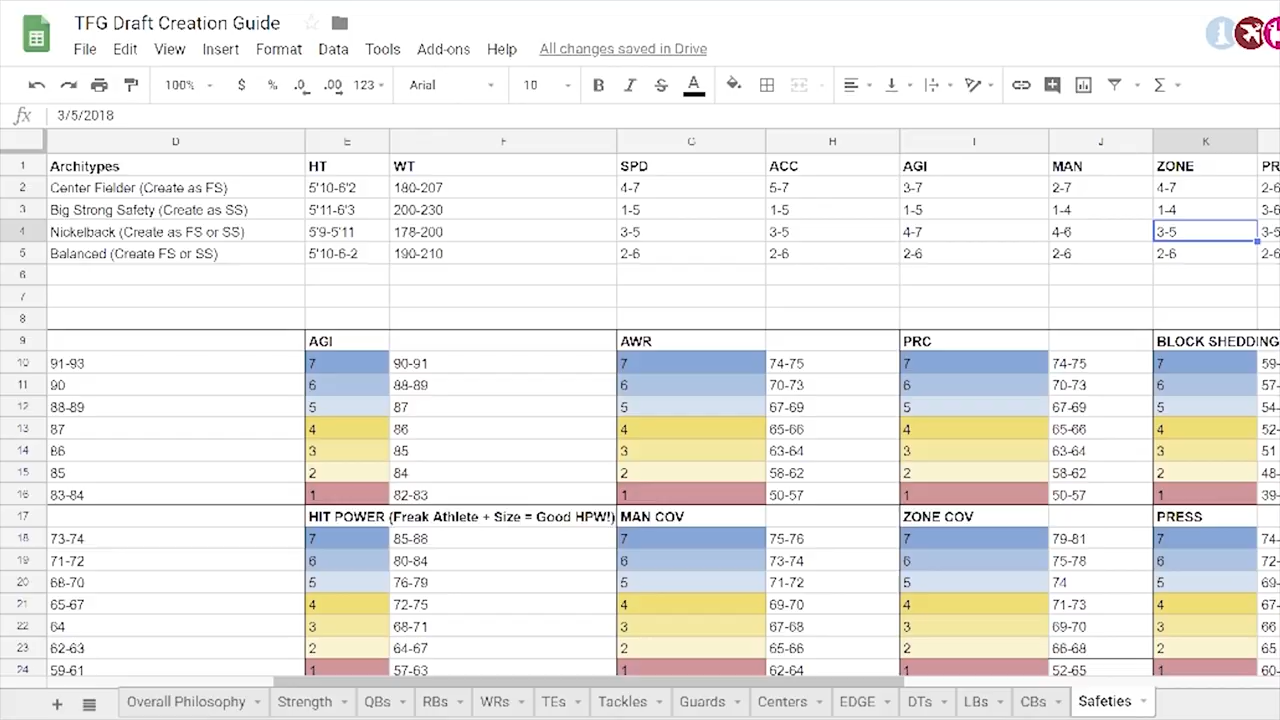 TFG Draft Creation Guide
File Edit View Insert Format Data Tools Add-ons Help All changes saved in Drive
100% $ % .0 .00 123 Arial 10 B I S A Σ
fx 3/5/2018
D E F G H I J K
1 Architypes HT WT SPD ACC AGI MAN ZONE PR
2 Center Fielder (Create as FS) 5'10-6'2 180-207 4-7 5-7 3-7 2-7 4-7 2-6
3 Big Strong Safety (Create as SS) 5'11-6'3 200-230 1-5 1-5 1-5 1-4 1-4 3-6
4 Nickelback (Create as FS or SS) 5'9-5'11 178-200 3-5 3-5 4-7 4-6 3-5 3-5
5 Balanced (Create FS or SS) 5'10-6-2 190-210 2-6 2-6 2-6 2-6 2-6 2-6
6
7
8
9 AGI AWR PRC BLOCK SHEDDING
10 91-93 7 90-91 7 74-75 7 74-75 7 59-
11 90 6 88-89 6 70-73 6 70-73 6 57-
12 88-89 5 87 5 67-69 5 67-69 5 54-
13 87 4 86 4 65-66 4 65-66 4 52-
14 86 3 85 3 63-64 3 63-64 3 51
15 85 2 84 2 58-62 2 58-62 2 48-
16 83-84 1 82-83 1 50-57 1 50-57 1 39-
17 HIT POWER (Freak Athlete + Size = Good HPW!) MAN COV ZONE COV PRESS
18 73-74 7 85-88 7 75-76 7 79-81 7 74-
19 71-72 6 80-84 6 73-74 6 75-78 6 72-
20 68-70 5 76-79 5 71-72 5 74 5 69-
21 65-67 4 72-75 4 69-70 4 71-73 4 67-
22 64 3 68-71 3 67-68 3 69-70 3 66
23 62-63 2 64-67 2 65-66 2 66-68 2 65
24 59-61 1 57-63 1 62-64 1 52-65 1 60-
+ Overall Philosophy Strength QBs RBs WRs TEs Tackles Guards Centers EDGE DTs LBs CBs Safeties